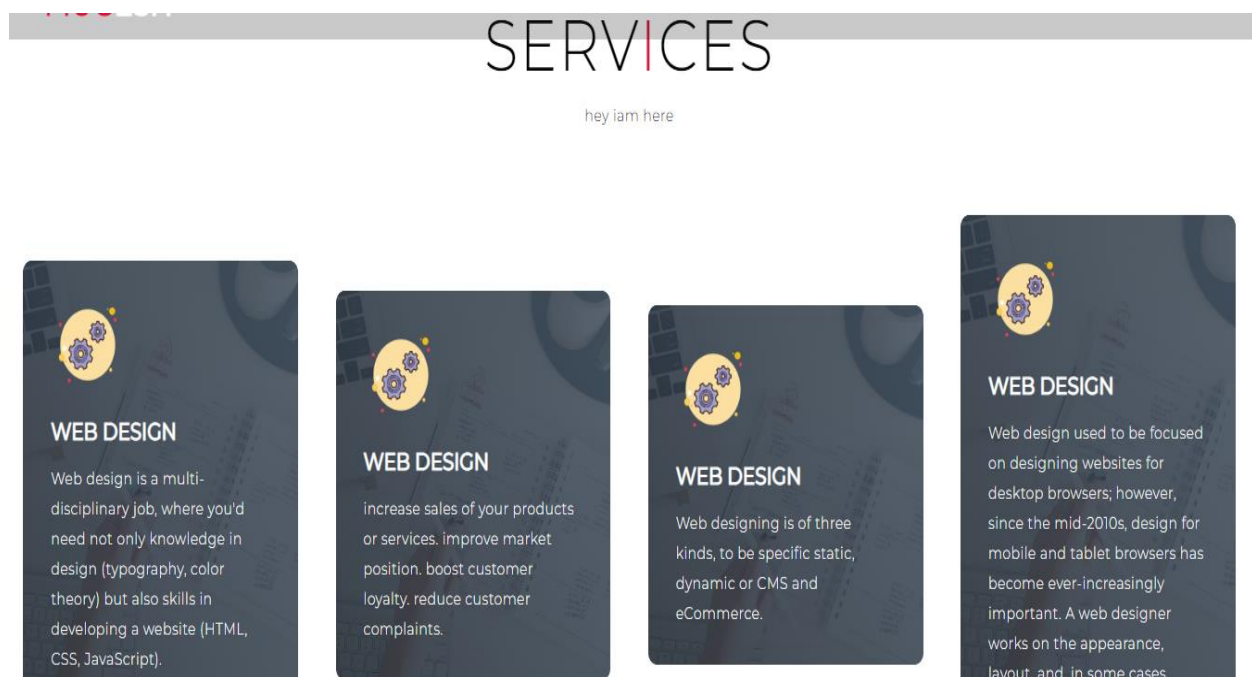 SERVICES
hey iam here
WEB DESIGN
Web design is a multi-
disciplinary job, where you'd
need not only knowledge in
design (typography, color
theory) but also skills in
developing a website (HTML,
CSS, JavaScript).
WEB DESIGN
increase sales of your products
or services. improve market
position. boost customer
loyalty. reduce customer
complaints.
WEB DESIGN
Web designing is of three
kinds, to be specific static,
dynamic or CMS and
eCommerce.
WEB DESIGN
Web design used to be focused
on designing websites for
desktop browsers; however,
since the mid-2010s, design for
mobile and tablet browsers has
become ever-increasingly
important. A web designer
works on the appearance,
layout, and, in some cases,